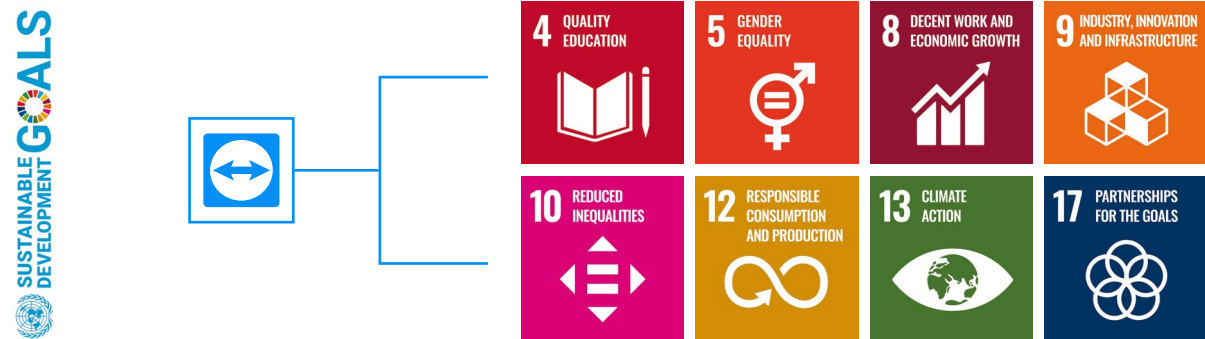 SUSTAINABLE
DEVELOPMENT
GOALS
4 QUALITY
EDUCATION
5 GENDER
EQUALITY
8 DECENT WORK AND
ECONOMIC GROWTH
9 INDUSTRY, INNOVATION
AND INFRASTRUCTURE
10 REDUCED
INEQUALITIES
12 RESPONSIBLE
CONSUMPTION
AND PRODUCTION
13 CLIMATE
ACTION
17 PARTNERSHIPS
FOR THE GOALS